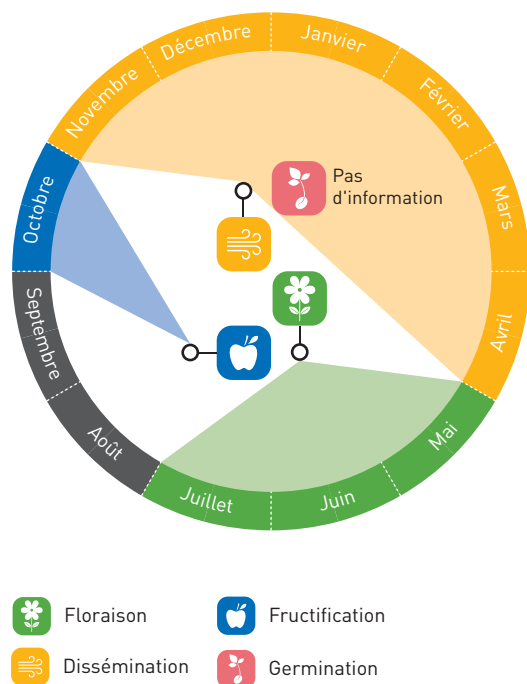 Janvier
Février
Mars
Avril
Mai
Juin
Juillet
Août
Septembre
Octobre
Novembre
Décembre
Pas
d'information
Floraison
Fructification
Dissémination
Germination